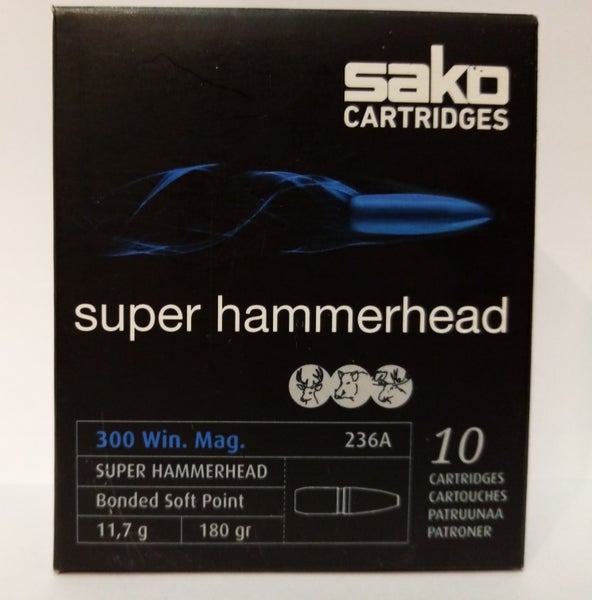 sako
CARTRIDGES
super hammerhead
300 Win. Mag. 236A
SUPER HAMMERHEAD
Bonded Soft Point
11,7 g 180 gr
10
CARTRIDGES
CARTOUCHES
PATRUUNAA
PATRONER